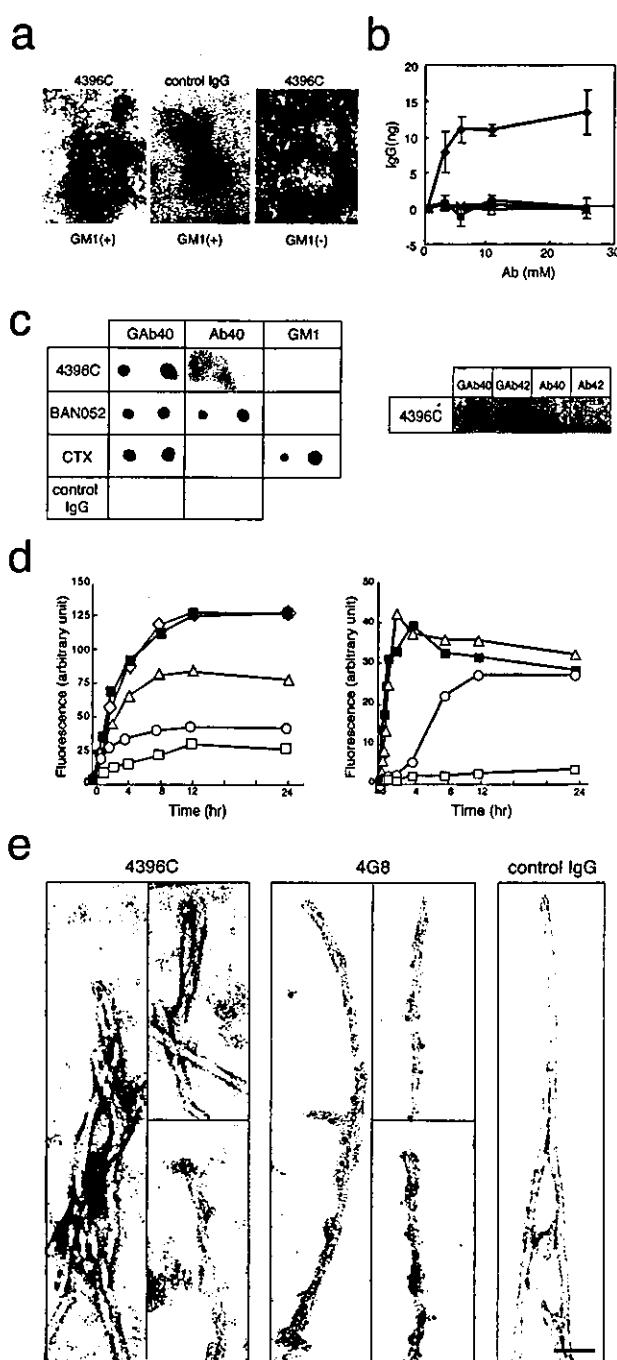 a
4396C control IgG 4396C
GM1(+) GM1(+) GM1(-)
b
20
15
10
5
0
-5
IgG(ng)
0 10 20 30
Ab (mM)
c
GAb40 Ab40 GM1
4396C
BAN052
CTX
control
IgG
GAb40 GAb42 Ab40 Ab42
4396C
d
150
125
100
75
50
25
0
Fluorescence (arbitrary unit)
0 4 8 12 24
Time (hr)
50
40
30
20
10
0
Fluorescence (arbitrary unit)
4 8 12 24
Time (hr)
e
4396C 4G8 control IgG